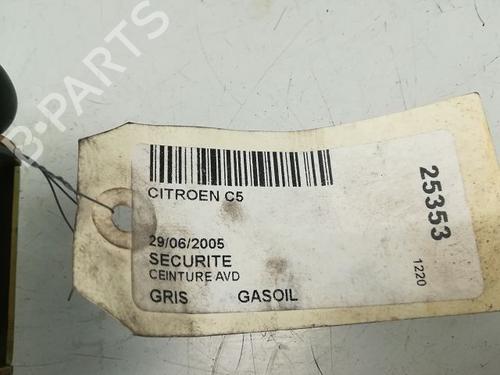 B-PARTS
CITROEN C5
29/06/2005
SECURITE
CEINTURE AVD
GRIS GASOIL
25353
1220